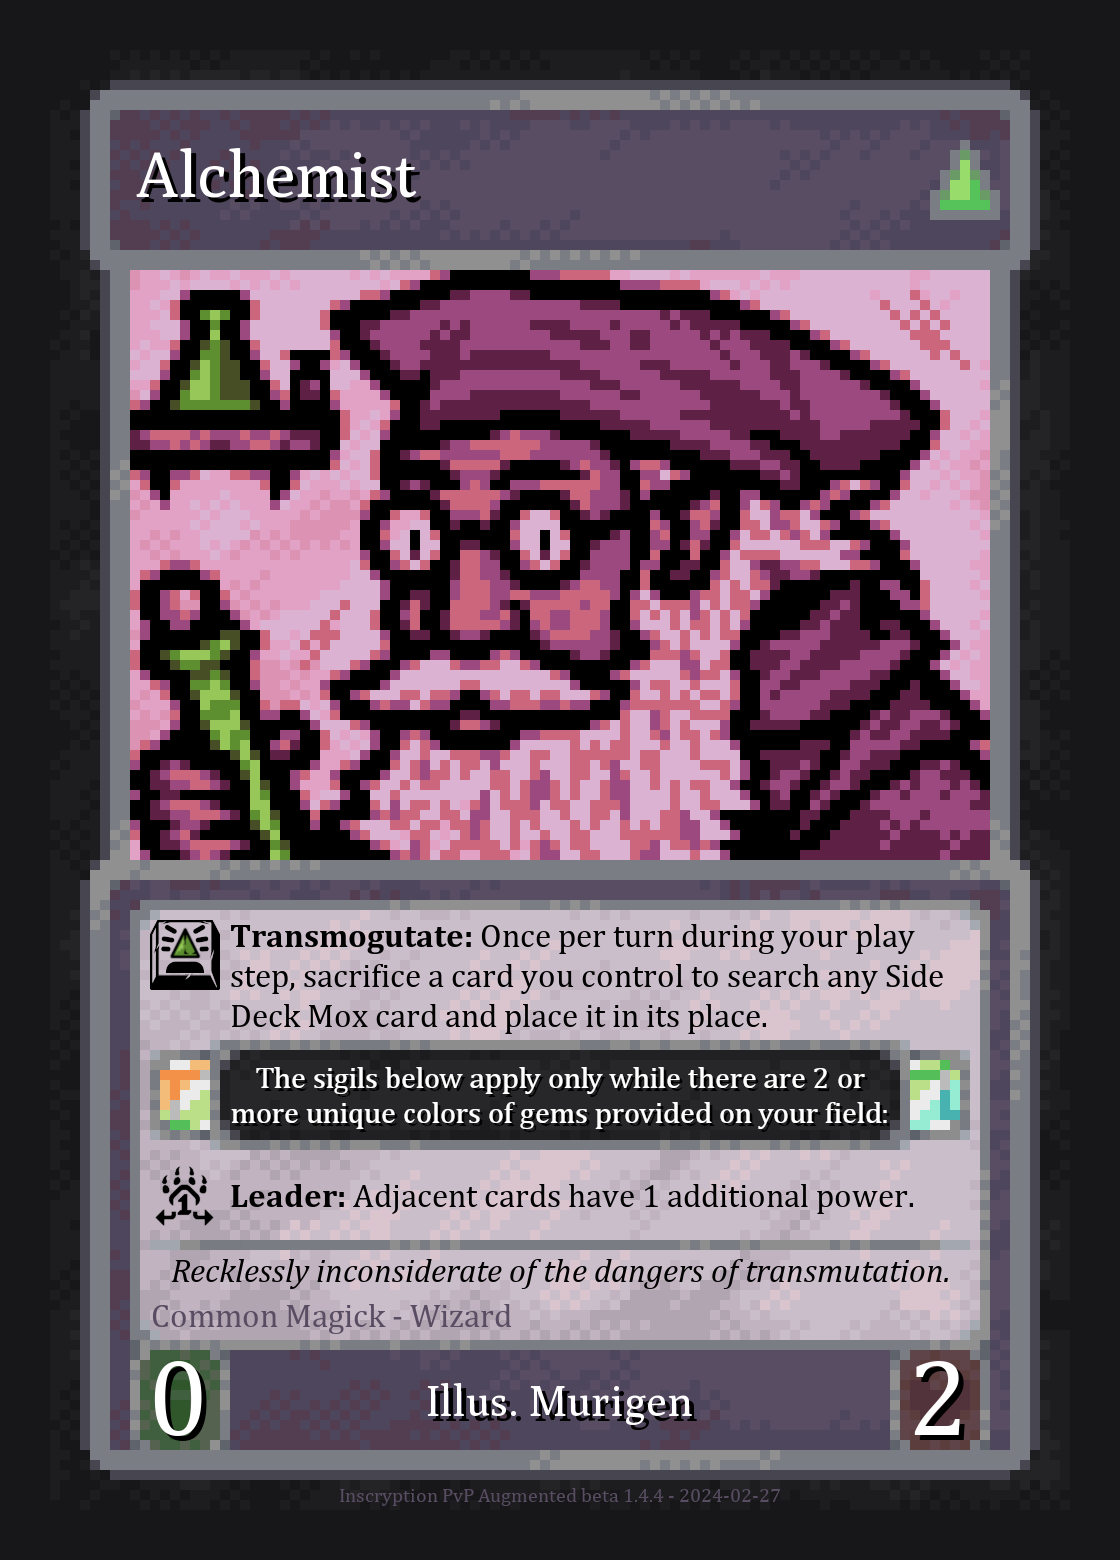 Alchemist
Transmogutate: Once per turn during your play
step, sacrifice a card you control to search any Side
Deck Mox card and place it in its place.
The sigils below apply only while there are 2 or
more unique colors of gems provided on your field:
1
Leader: Adjacent cards have 1 additional power.
Recklessly inconsiderate of the dangers of transmutation.
Common Magick - Wizard
0
Illus. Murigen
2
Inscryption PvP Augmented beta 1.4.4 - 2024-02-27